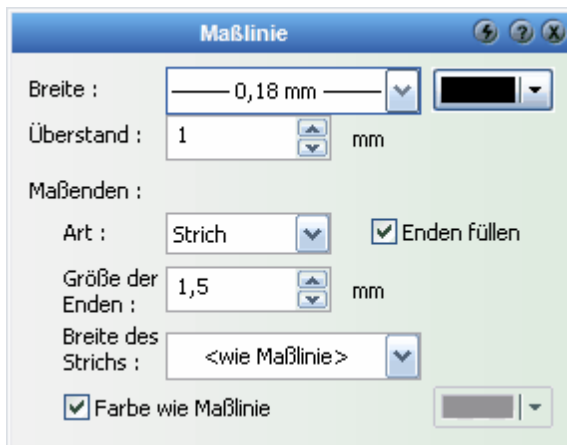 Maßlinie
Breite : 0,18 mm
Überstand : 1 mm
Maßenden :
Art : Strich Enden füllen
Größe der
Enden : 1,5 mm
Breite des
Strichs : <wie Maßlinie>
Farbe wie Maßlinie